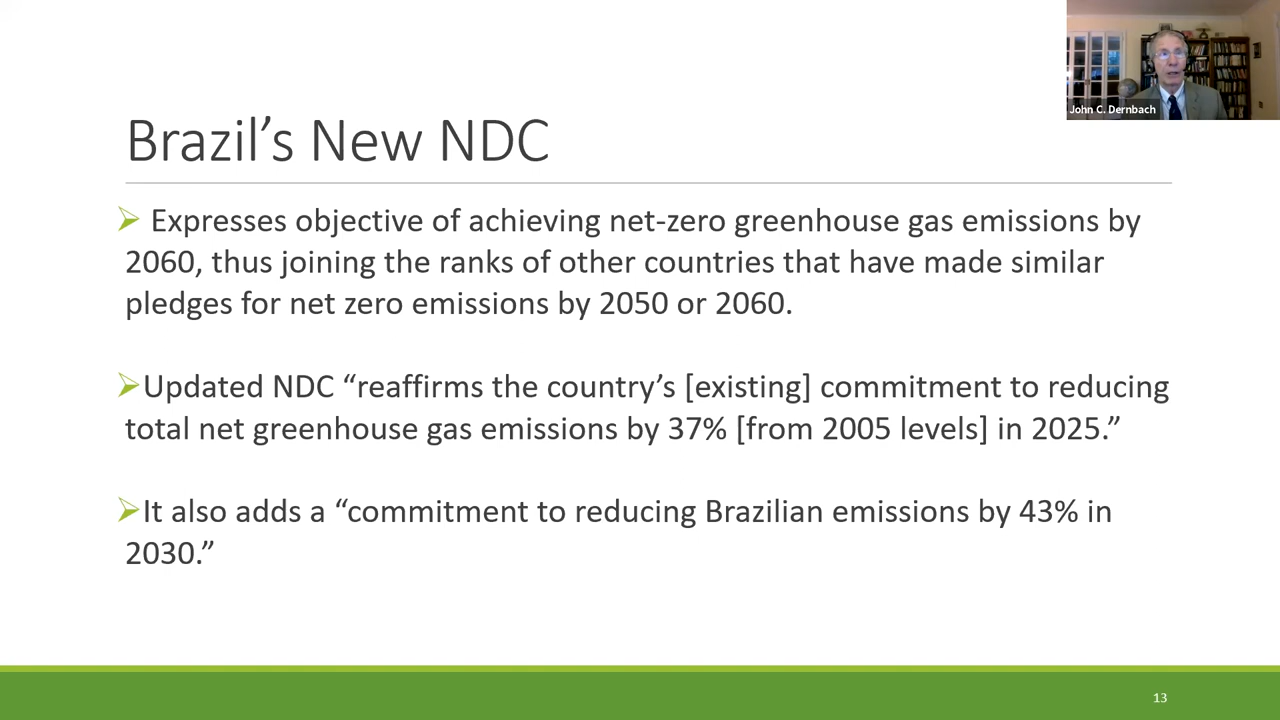 John C. Dernbach
Brazil’s New NDC
Expresses objective of achieving net-zero greenhouse gas emissions by
2060, thus joining the ranks of other countries that have made similar
pledges for net zero emissions by 2050 or 2060.
Updated NDC “reaffirms the country’s [existing] commitment to reducing
total net greenhouse gas emissions by 37% [from 2005 levels] in 2025.”
It also adds a “commitment to reducing Brazilian emissions by 43% in
2030.”
13